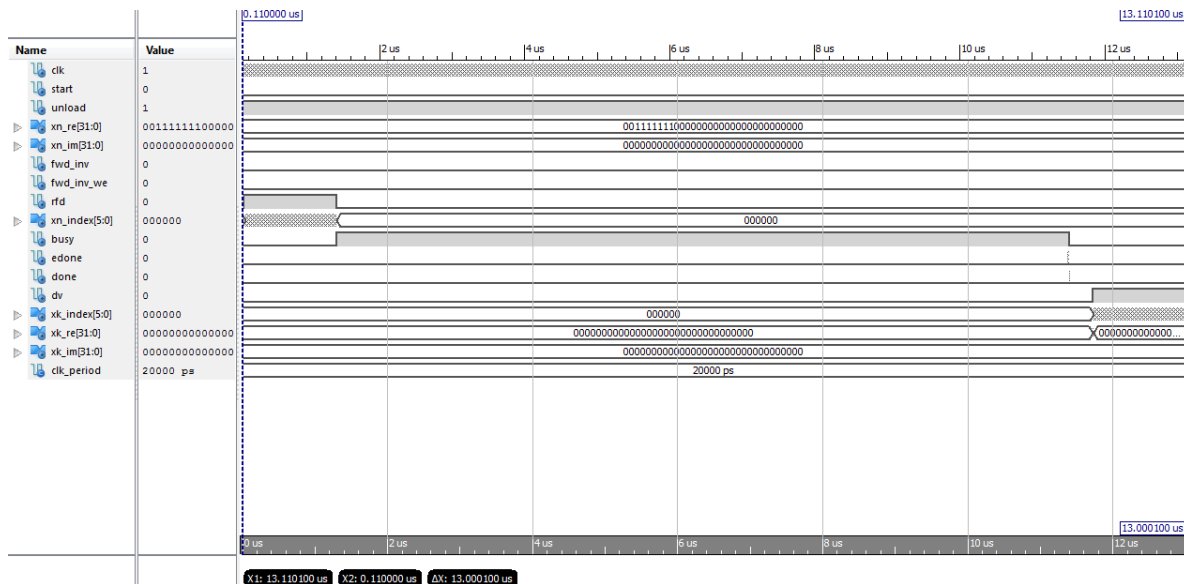 0.110000 us 13.110100 us
Name Value 2 us 4 us 6 us 8 us 10 us 12 us
clk 1
start 0
unload 1
xn_re[31:0] 00111111100000 00111111100000000000000000000000
xn_im[31:0] 00000000000000 00000000000000000000000000000000
fwd_inv 0
fwd_inv_we 0
rfd 0
xn_index[5:0] 000000 000000
busy 0
edone 0
done 0
dv 0
xk_index[5:0] 000000 000000
xk_re[31:0] 00000000000000 00000000000000000000000000000000 0000000000000...
xk_im[31:0] 00000000000000 00000000000000000000000000000000
clk_period 20000 ps 20000 ps
13.000100 us
0 us 2 us 4 us 6 us 8 us 10 us 12 us
X1: 13.110100 us X2: 0.110000 us ΔX: 13.000100 us